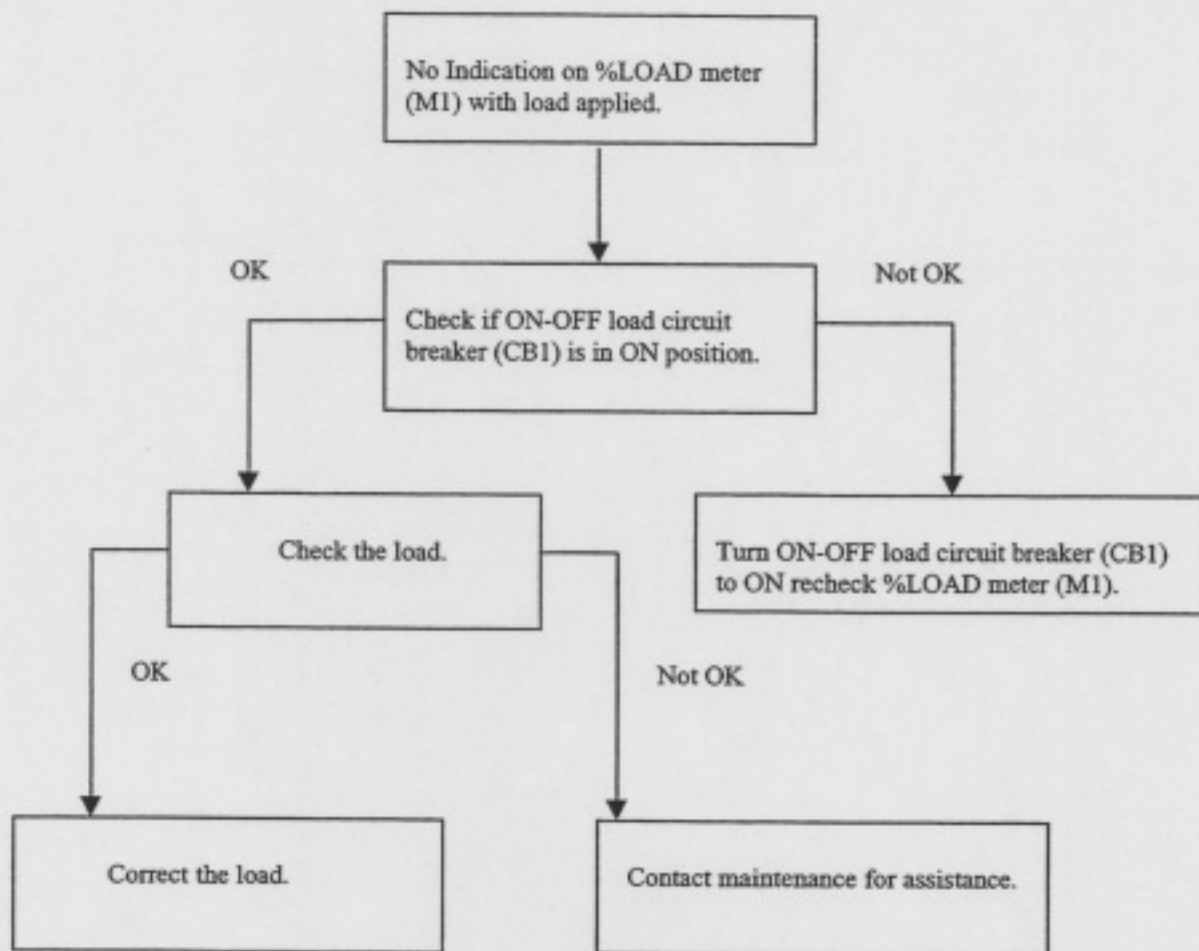 No Indication on %LOAD meter
(M1) with load applied.
OK
Not OK
Check if ON-OFF load circuit
breaker (CB1) is in ON position.
Check the load.
Turn ON-OFF load circuit breaker (CB1)
to ON recheck %LOAD meter (M1).
OK
Not OK
Correct the load.
Contact maintenance for assistance.